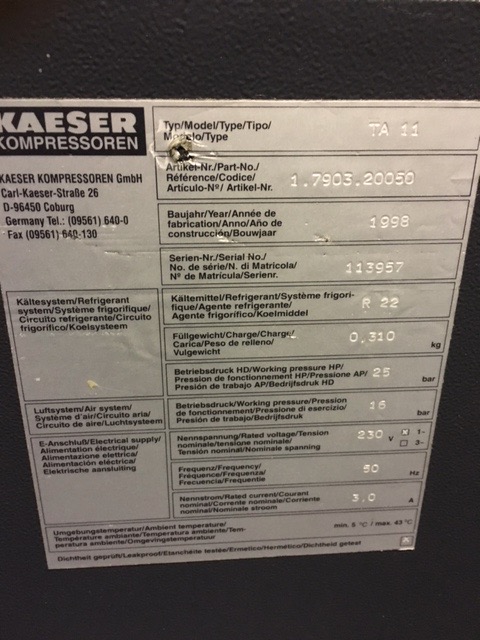 KAESER
KOMPRESSOREN
KAESER KOMPRESSOREN GmbH
Carl-Kaeser-Straße 26
D-96450 Coburg
Germany Tel.: (09561) 640-0
Fax (09561) 640-130
Typ/Model/Type/Tipo/
Modelo/Type
TA 11
Artikel-Nr./Part-No./
Référence/Codice/
Artículo-Nº/ Artikel-Nr.
1.7903.20050
Baujahr/Year/Année de
fabrication/Anno/Año de
construcción/Bouwjaar
1998
Serien-Nr./Serial No./
No. de série/N. di Matricola/
Nº de Matrícula/Serienr.
113957
Kältesystem/Refrigerant
system/Système frigorifique/
Circuito refrigerante/Circuito
frigorífico/Koelsysteem
Kältemittel/Refrigerant/Système frigori-
fique/Agente refrigerante/
Agente frigorífico/Koelmiddel
R 22
Füllgewicht/Charge/Charge/
Carica/Peso de relleno/
Vulgewicht
0,310 kg
Betriebsdruck HD/Working pressure HP/
Pression de fonctionnement HP/Pressione AP/
Presión de trabajo AP/Bedrijfsdruk HD
25 bar
Luftsystem/Air system/
Système d'air/Circuito aria/
Circuito de aire/Luchtsysteem
Betriebsdruck/Working pressure/Pression
de fonctionnement/Pressione di esercizio/
Presión de trabajo/Bedrijfsdruk
16 bar
E-Anschluß/Electrical supply/
Alimentation électrique/
Alimentazione elettrica/
Alimentación eléctrica/
Elektrische aansluiting
Nennspannung/Rated voltage/Tension
nominale/tensione nominale/
Tensión nominal/Nominale spanning
230 V 1~
3~
Frequenz/Frequency/
Fréquence/Frequenza/
Frecuencia/Frequentie
50 Hz
Nennstrom/Rated current/Courant
nominal/Corrente nominale/Corriente
nominal/Nominale stroom
3,0 A
Umgebungstemperatur/Ambient temperature/
Température ambiante/Temperatura ambiente/Tem-
peratura ambiente/Omgevingstemperatuur
min. 5 °C / max. 43 °C
Dichtheit geprüft/Leakproof/Etanchéité testée/Ermetico/Hermético/Dichtheid getest